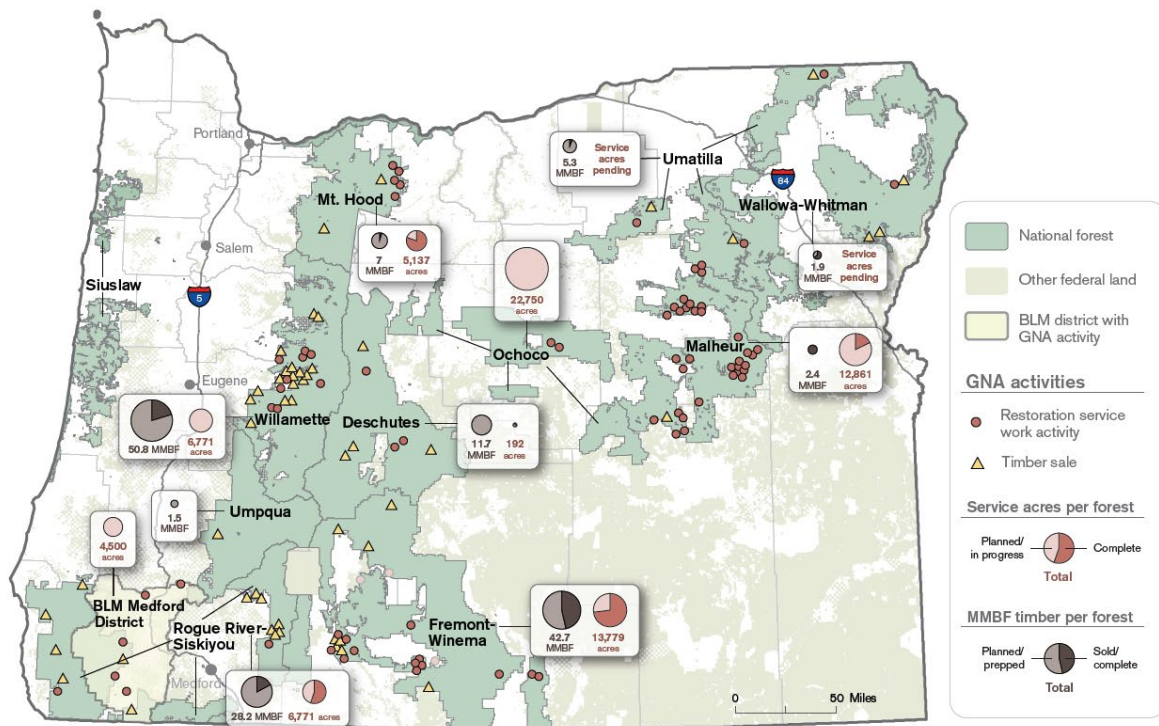 Portland
Umatilla
5.3
MMBF
Service
acres
pending
84
Wallowa-Whitman
1.9
MMBF
Service
acres
pending
Mt. Hood
7
MMBF
5,137
acres
Salem
Siuslaw
5
22,750
acres
Ochoco
Malheur
2.4
MMBF
12,861
acres
Eugene
Willamette
50.8 MMBF
6,771
acres
Deschutes
11.7
MMBF
192
acres
1.5
MMBF
Umpqua
4,500
acres
BLM Medford
District
Rogue River-
Siskiyou
Medford
28.2 MMBF
6,771 acres
Fremont-
Winema
42.7
MMBF
13,779
acres
0 50 Miles
National forest
Other federal land
BLM district with
GNA activity
GNA activities
Restoration service
work activity
Timber sale
Service acres per forest
Planned/
in progress
Complete
Total
MMBF timber per forest
Planned/
prepped
Sold/
complete
Total